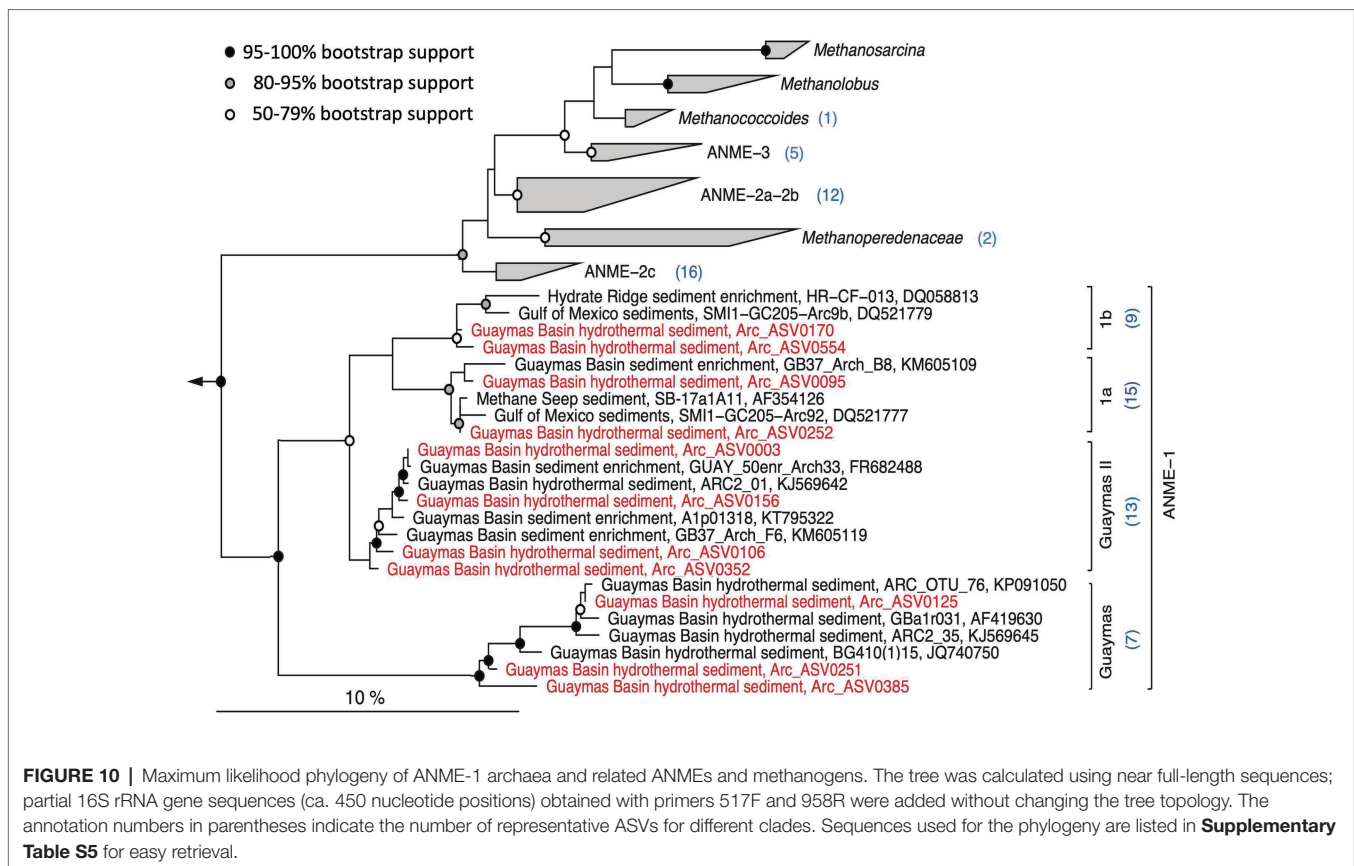 95-100% bootstrap support
80-95% bootstrap support
50-79% bootstrap support
Methanosarcina
Methanolobus
Methanococcoides (1)
ANME–3 (5)
ANME–2a–2b (12)
Methanoperedenaceae (2)
ANME–2c (16)
Hydrate Ridge sediment enrichment, HR–CF–013, DQ058813
Gulf of Mexico sediments, SMI1–GC205–Arc9b, DQ521779
Guaymas Basin hydrothermal sediment, Arc_ASV0170
Guaymas Basin hydrothermal sediment, Arc_ASV0554
1b
(9)
Guaymas Basin sediment enrichment, GB37_Arch_B8, KM605109
Guaymas Basin hydrothermal sediment, Arc_ASV0095
Methane Seep sediment, SB-17a1A11, AF354126
Gulf of Mexico sediments, SMI1–GC205–Arc92, DQ521777
Guaymas Basin hydrothermal sediment, Arc_ASV0252
1a
(15)
Guaymas Basin hydrothermal sediment, Arc_ASV0003
Guaymas Basin sediment enrichment, GUAY_50enr_Arch33, FR682488
Guaymas Basin hydrothermal sediment, ARC2_01, KJ569642
Guaymas Basin hydrothermal sediment, Arc_ASV0156
Guaymas Basin sediment enrichment, A1p01318, KT795322
Guaymas Basin sediment enrichment, GB37_Arch_F6, KM605119
Guaymas Basin hydrothermal sediment, Arc_ASV0106
Guaymas Basin hydrothermal sediment, Arc_ASV0352
Guaymas II
(13)
Guaymas Basin hydrothermal sediment, ARC_OTU_76, KP091050
Guaymas Basin hydrothermal sediment, Arc_ASV0125
Guaymas Basin hydrothermal sediment, GBa1r031, AF419630
Guaymas Basin hydrothermal sediment, ARC2_35, KJ569645
Guaymas Basin hydrothermal sediment, BG410(1)15, JQ740750
Guaymas Basin hydrothermal sediment, Arc_ASV0251
Guaymas Basin hydrothermal sediment, Arc_ASV0385
Guaymas
(7)
ANME–1
10 %
FIGURE 10 | Maximum likelihood phylogeny of ANME-1 archaea and related ANMEs and methanogens. The tree was calculated using near full-length sequences;
partial 16S rRNA gene sequences (ca. 450 nucleotide positions) obtained with primers 517F and 958R were added without changing the tree topology. The
annotation numbers in parentheses indicate the number of representative ASVs for different clades. Sequences used for the phylogeny are listed in Supplementary
Table S5 for easy retrieval.